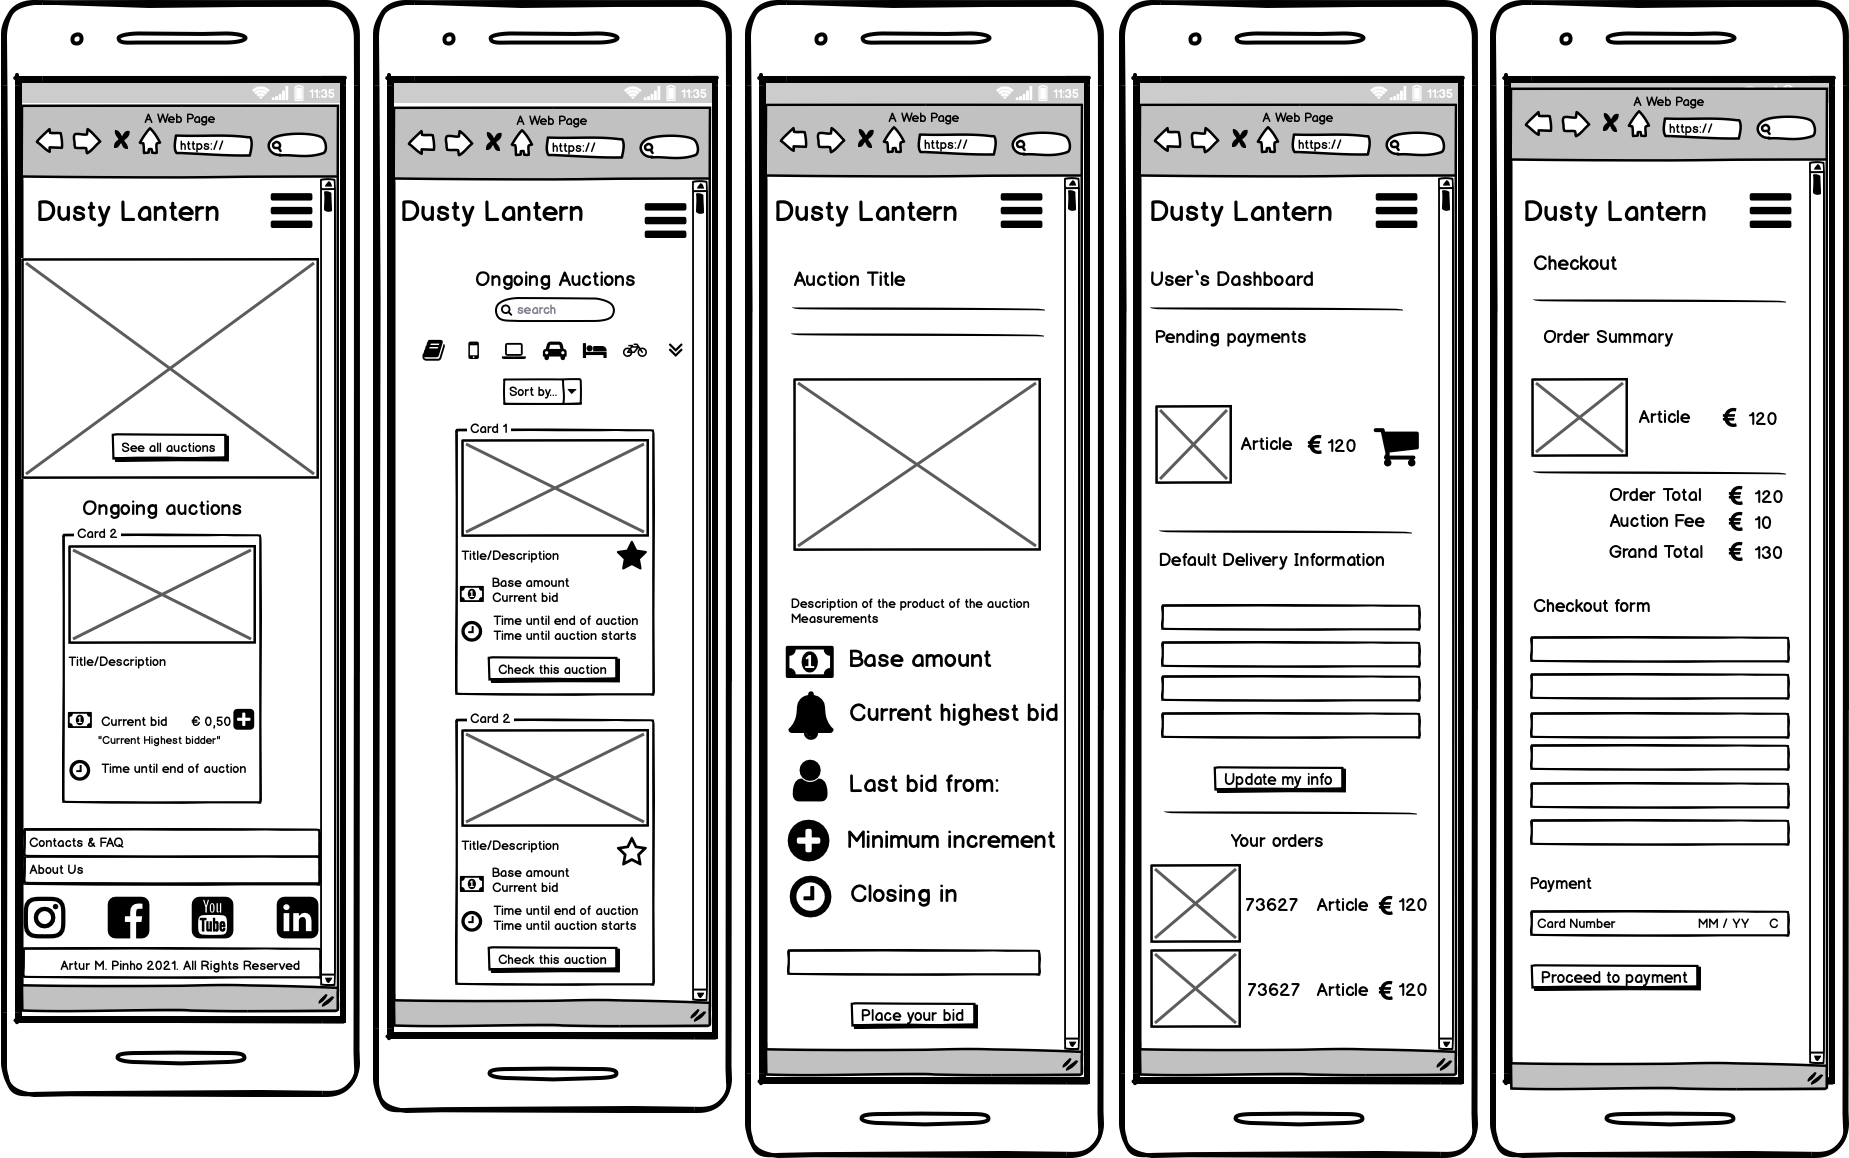 11:35
A Web Page
https://
Dusty Lantern
See all auctions
Ongoing auctions
Card 2
Title/Description
1
Current bid € 0,50
"Current Highest bidder"
Time until end of auction
Contacts & FAQ
About Us
You
Tube
in
Artur M. Pinho 2021. All Rights Reserved
11:35
A Web Page
https://
Dusty Lantern
Ongoing Auctions
search
Sort by...
Card 1
Title/Description
Base amount
1
Current bid
Time until end of auction
Time until auction starts
Check this auction
Card 2
Title/Description
Base amount
1
Current bid
Time until end of auction
Time until auction starts
Check this auction
11:35
A Web Page
https://
Dusty Lantern
Auction Title
Description of the product of the auction
Measurements
1 Base amount
Current highest bid
Last bid from:
Minimum increment
Closing in
Place your bid
11:35
A Web Page
https://
Dusty Lantern
User`s Dashboard
Pending payments
Article € 120
Default Delivery Information
Update my info
Your orders
73627 Article € 120
73627 Article € 120
A Web Page
https://
Dusty Lantern
Checkout
Order Summary
Article € 120
Order Total € 120
Auction Fee € 10
Grand Total € 130
Checkout form
Payment
Card Number MM / YY C
Proceed to payment